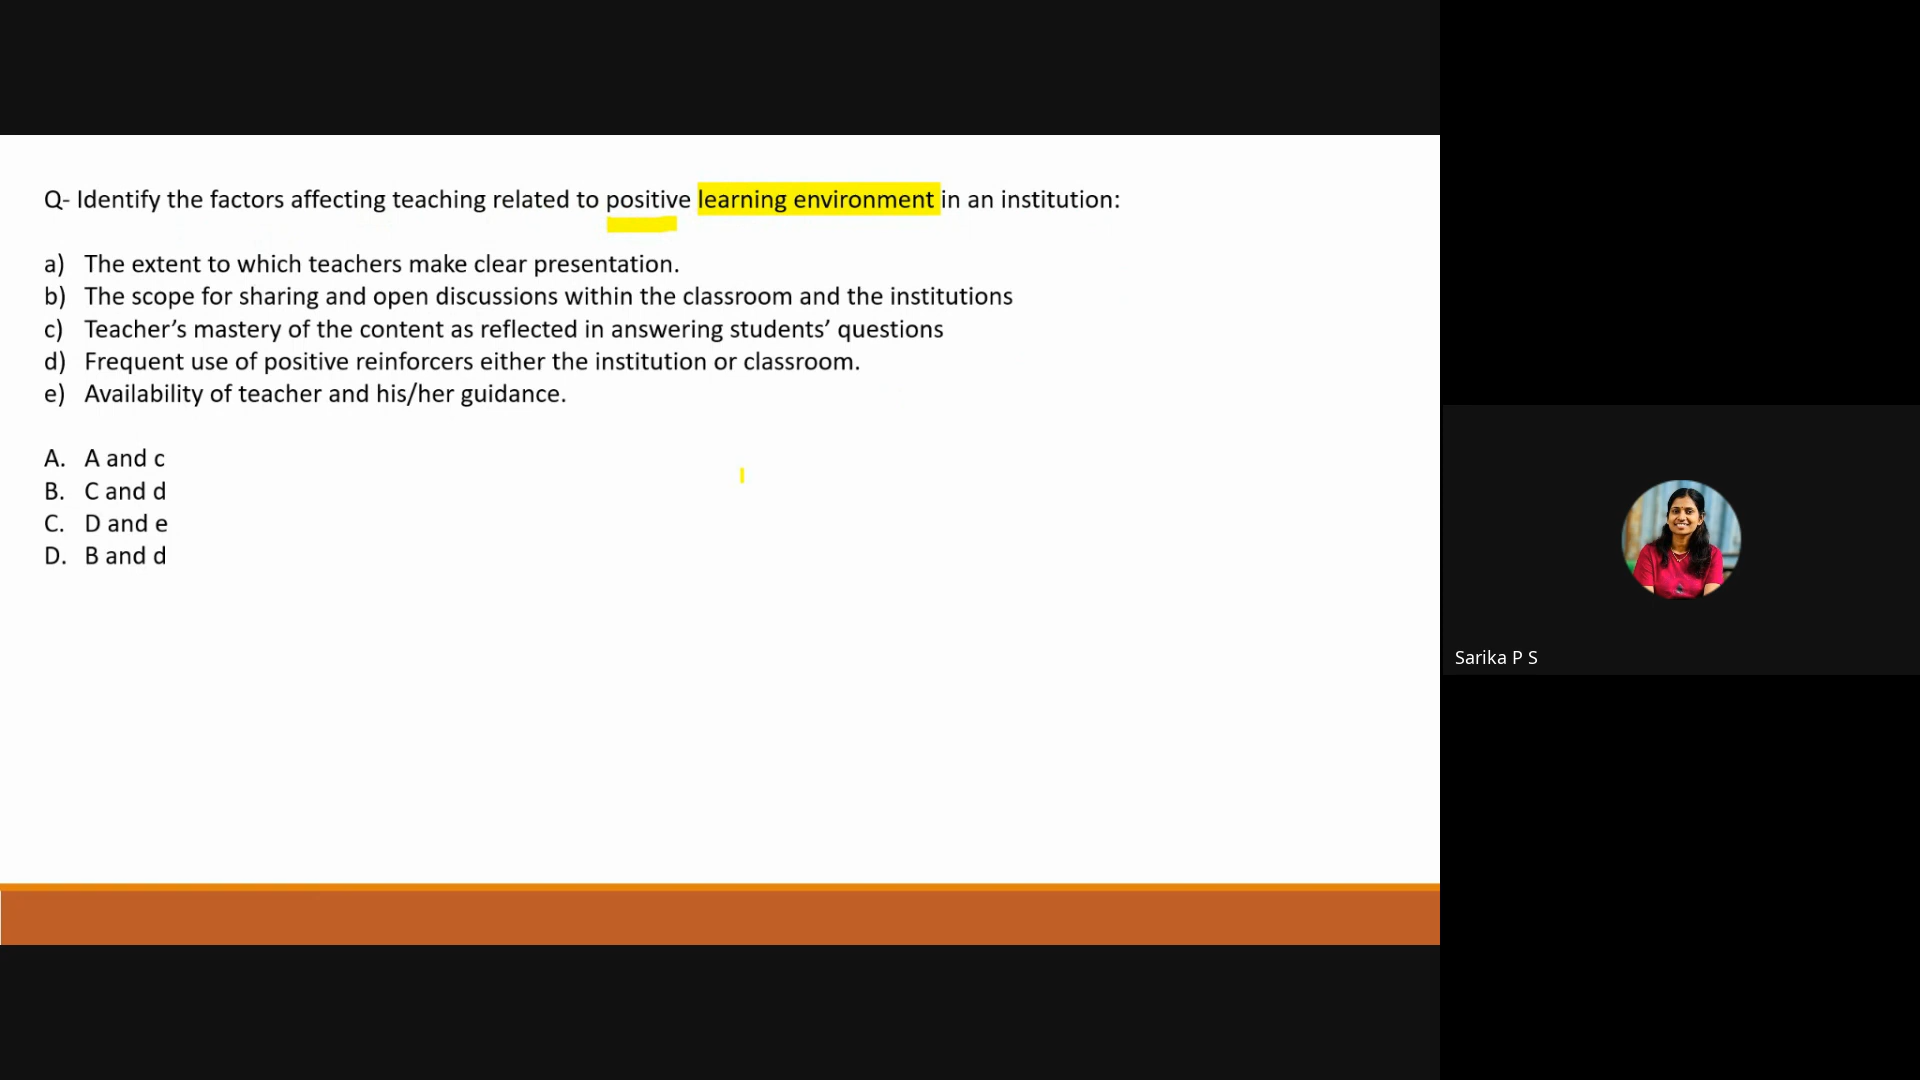 Q- Identify the factors affecting teaching related to positive learning environment in an institution:
a) The extent to which teachers make clear presentation.
b) The scope for sharing and open discussions within the classroom and the institutions
c) Teacher’s mastery of the content as reflected in answering students’ questions
d) Frequent use of positive reinforcers either the institution or classroom.
e) Availability of teacher and his/her guidance.
A. A and c
B. C and d
C. D and e
D. B and d
Sarika P S